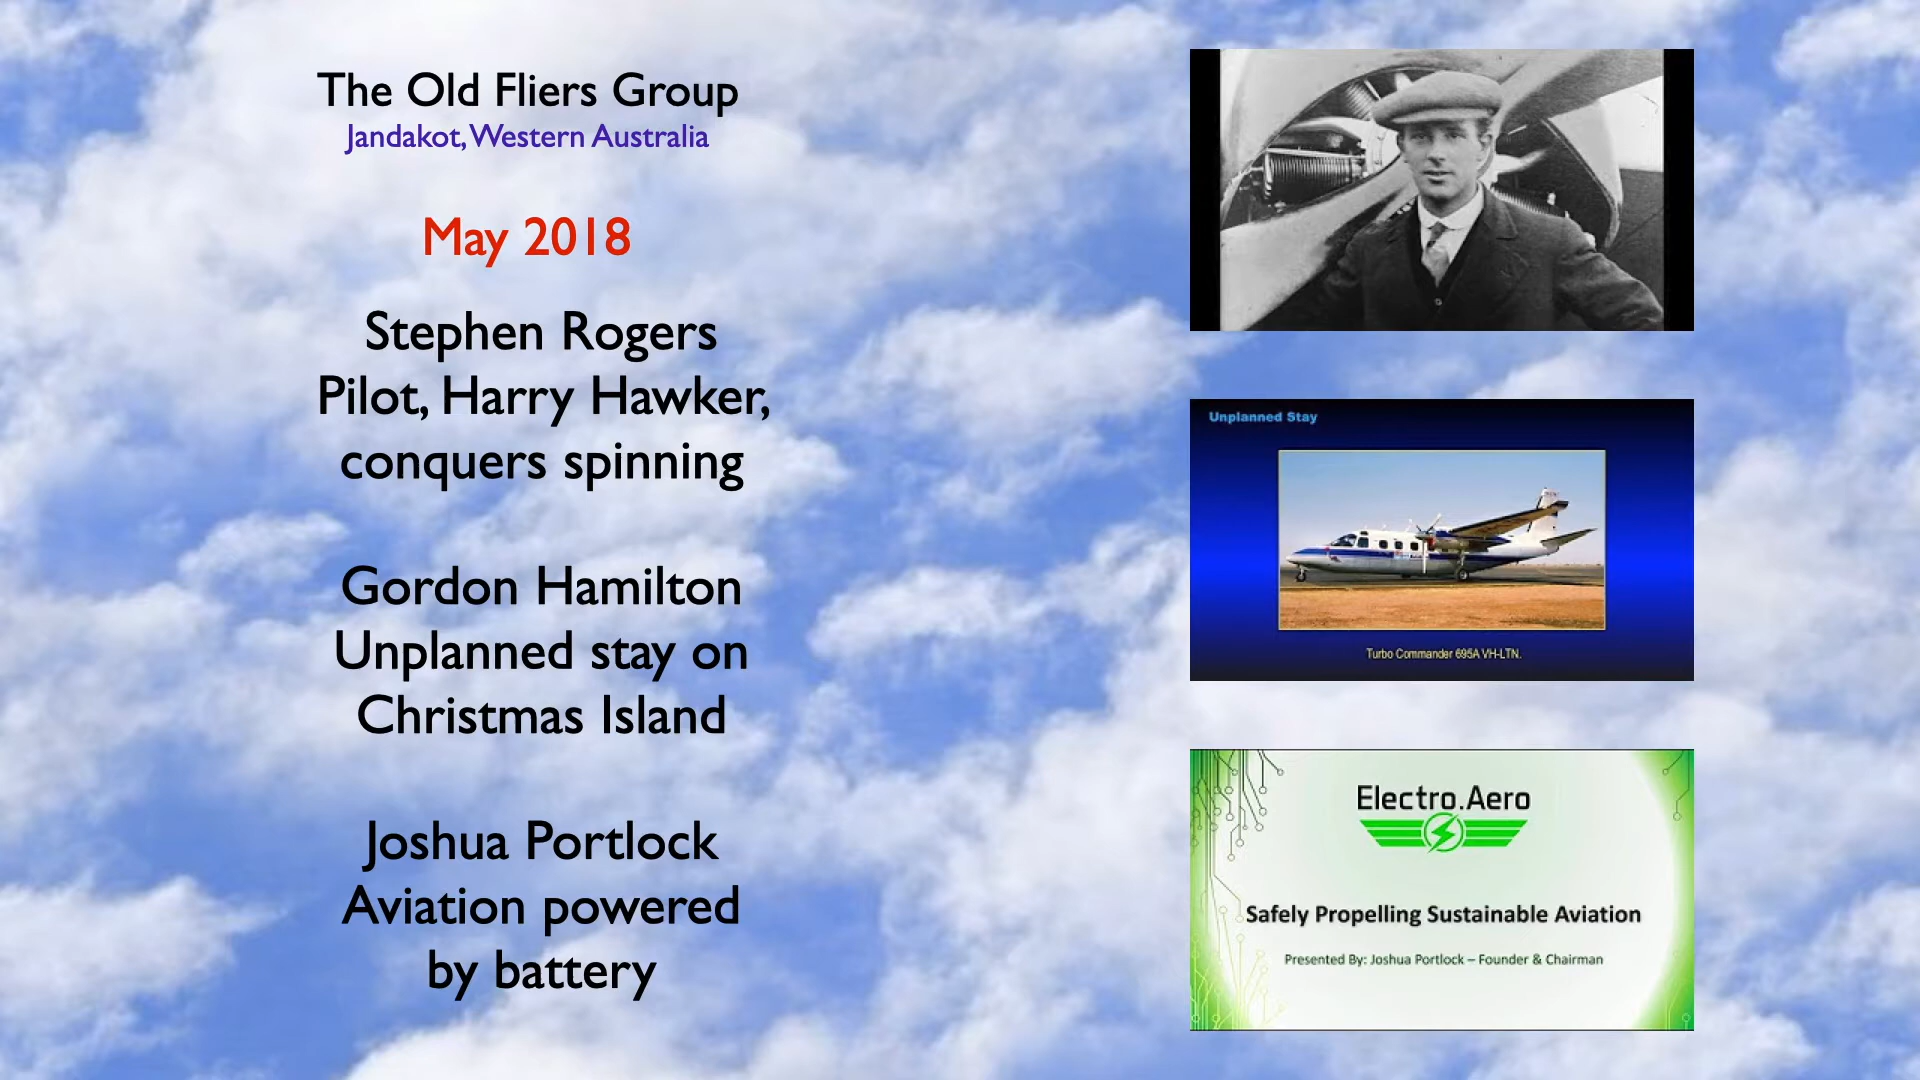 The Old Fliers Group
Jandakot, Western Australia
May 2018
Stephen Rogers
Pilot, Harry Hawker,
conquers spinning
Gordon Hamilton
Unplanned stay on
Christmas Island
Joshua Portlock
Aviation powered
by battery
Unplanned Stay
Turbo Commander 695A VH-LTN.
Electro.Aero
Safely Propelling Sustainable Aviation
Presented By: Joshua Portlock – Founder & Chairman